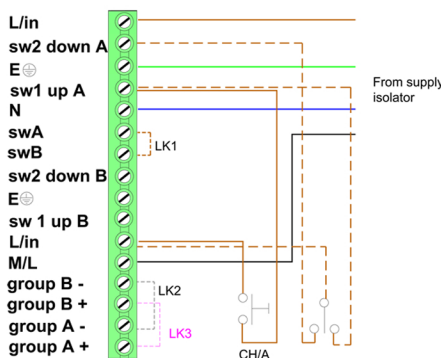 L/in
sw2 down A
E
sw1 up A
N
swA
swB
sw2 down B
E
sw 1 up B
L/in
M/L
group B -
group B +
group A -
group A +
From supply
isolator
LK1
LK2
LK3
CH/A